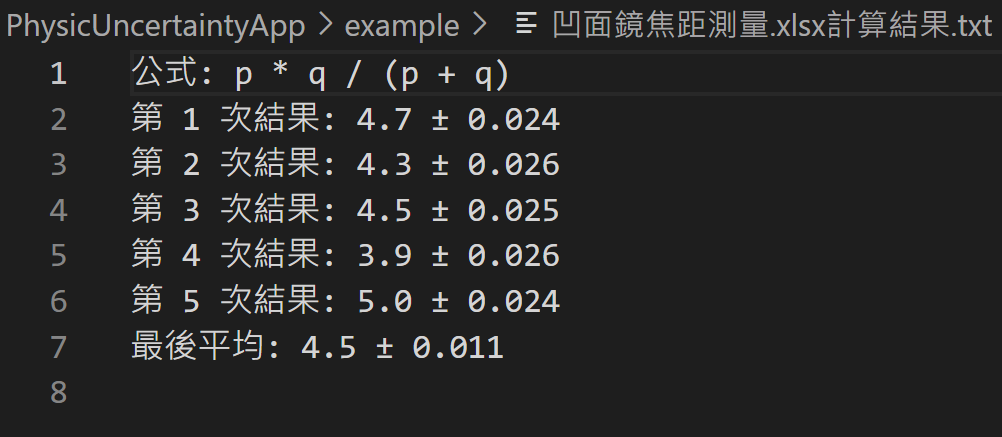 PhysicUncertaintyApp > example > 凹面鏡焦距測量.xlsx計算結果.txt
1 公式: p * q / (p + q)
2 第 1 次結果: 4.7 ± 0.024
3 第 2 次結果: 4.3 ± 0.026
4 第 3 次結果: 4.5 ± 0.025
5 第 4 次結果: 3.9 ± 0.026
6 第 5 次結果: 5.0 ± 0.024
7 最後平均: 4.5 ± 0.011
8